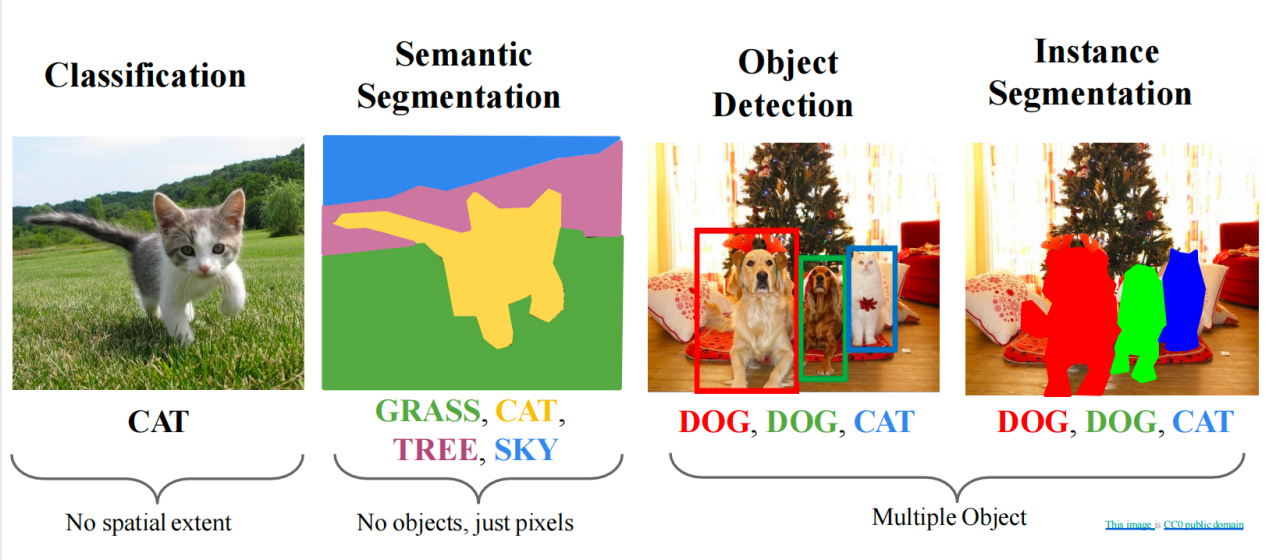 Classification
Semantic
Segmentation
Object
Detection
Instance
Segmentation
CAT
GRASS, CAT,
TREE, SKY
DOG, DOG, CAT
DOG, DOG, CAT
No spatial extent
No objects, just pixels
Multiple Object
This image is CC0 public domain